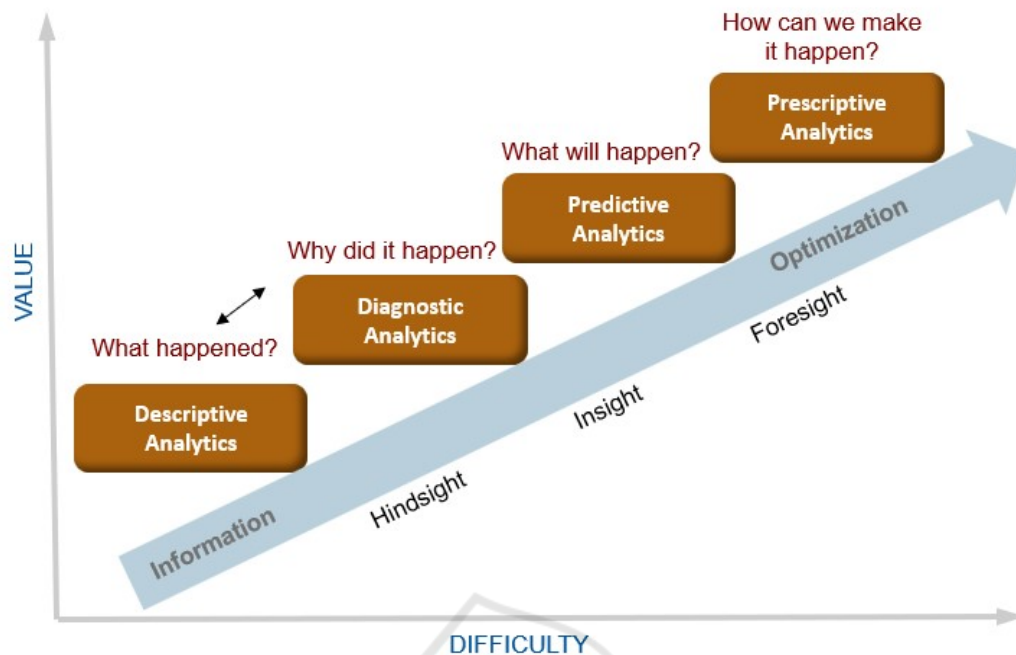 How can we make
it happen?
Prescriptive
Analytics
What will happen?
Predictive
Analytics
Optimization
Why did it happen?
Diagnostic
Analytics
Foresight
What happened?
Insight
Descriptive
Analytics
Hindsight
Information
VALUE
DIFFICULTY